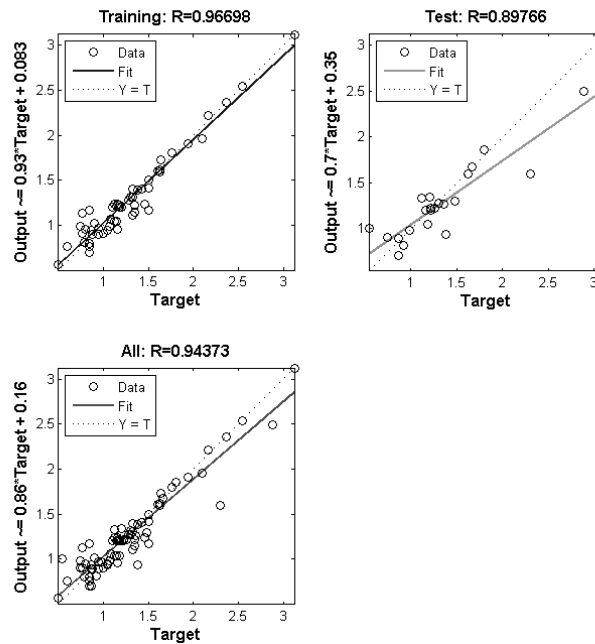 Training: R=0.96698
Output ~= 0.93*Target + 0.083
3
2.5
2
1.5
1
Data
Fit
Y = T
1
1.5
2
2.5
3
Target
Test: R=0.89766
Output ~= 0.7*Target + 0.35
3
2.5
2
1.5
1
Data
Fit
Y = T
1
1.5
2
2.5
3
Target
All: R=0.94373
Output ~= 0.86*Target + 0.16
3
2.5
2
1.5
1
Data
Fit
Y = T
1
1.5
2
2.5
3
Target